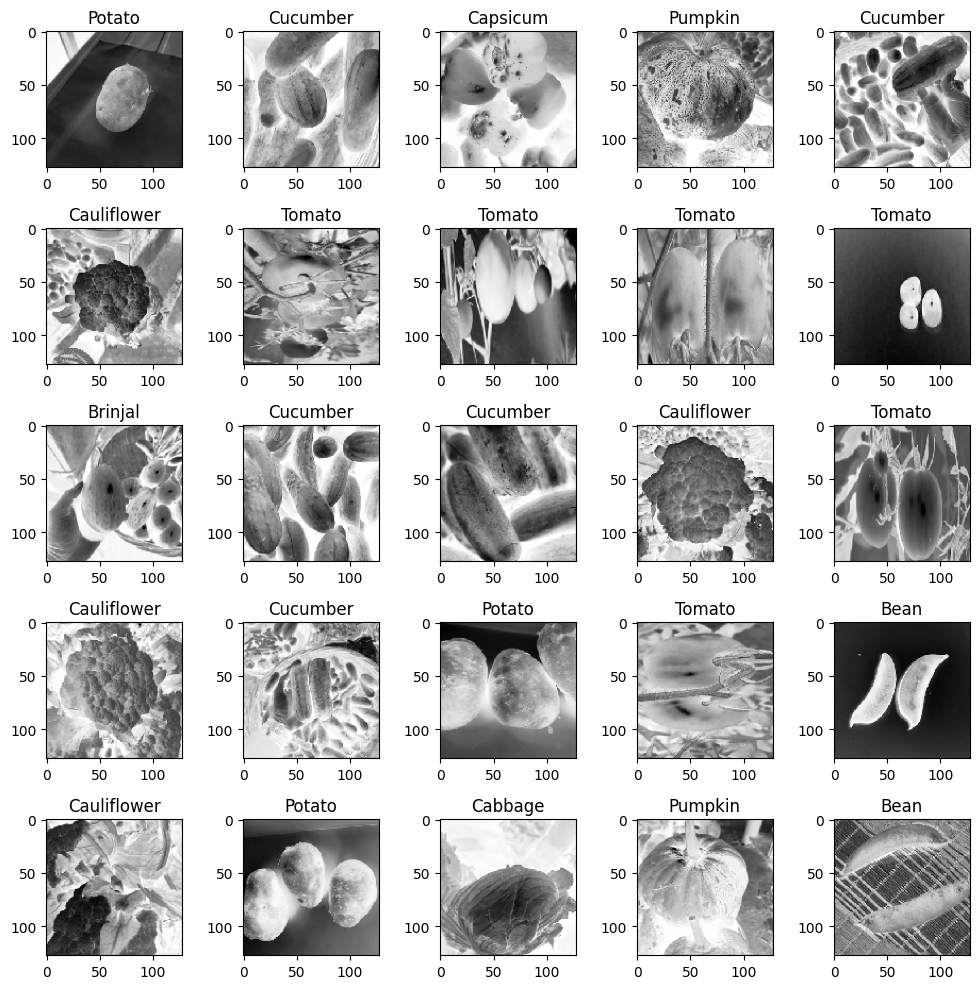 Potato Cucumber Capsicum Pumpkin Cucumber
0 0 0 0 0
50 50 50 50 50
100 100 100 100 100
0 50 100 0 50 100 0 50 100 0 50 100 0 50 100
Cauliflower Tomato Tomato Tomato Tomato
0 0 0 0 0
50 50 50 50 50
100 100 100 100 100
0 50 100 0 50 100 0 50 100 0 50 100 0 50 100
Brinjal Cucumber Cucumber Cauliflower Tomato
0 0 0 0 0
50 50 50 50 50
100 100 100 100 100
0 50 100 0 50 100 0 50 100 0 50 100 0 50 100
Cauliflower Cucumber Potato Tomato Bean
0 0 0 0 0
50 50 50 50 50
100 100 100 100 100
0 50 100 0 50 100 0 50 100 0 50 100 0 50 100
Cauliflower Potato Cabbage Pumpkin Bean
0 0 0 0 0
50 50 50 50 50
100 100 100 100 100
0 50 100 0 50 100 0 50 100 0 50 100 0 50 100